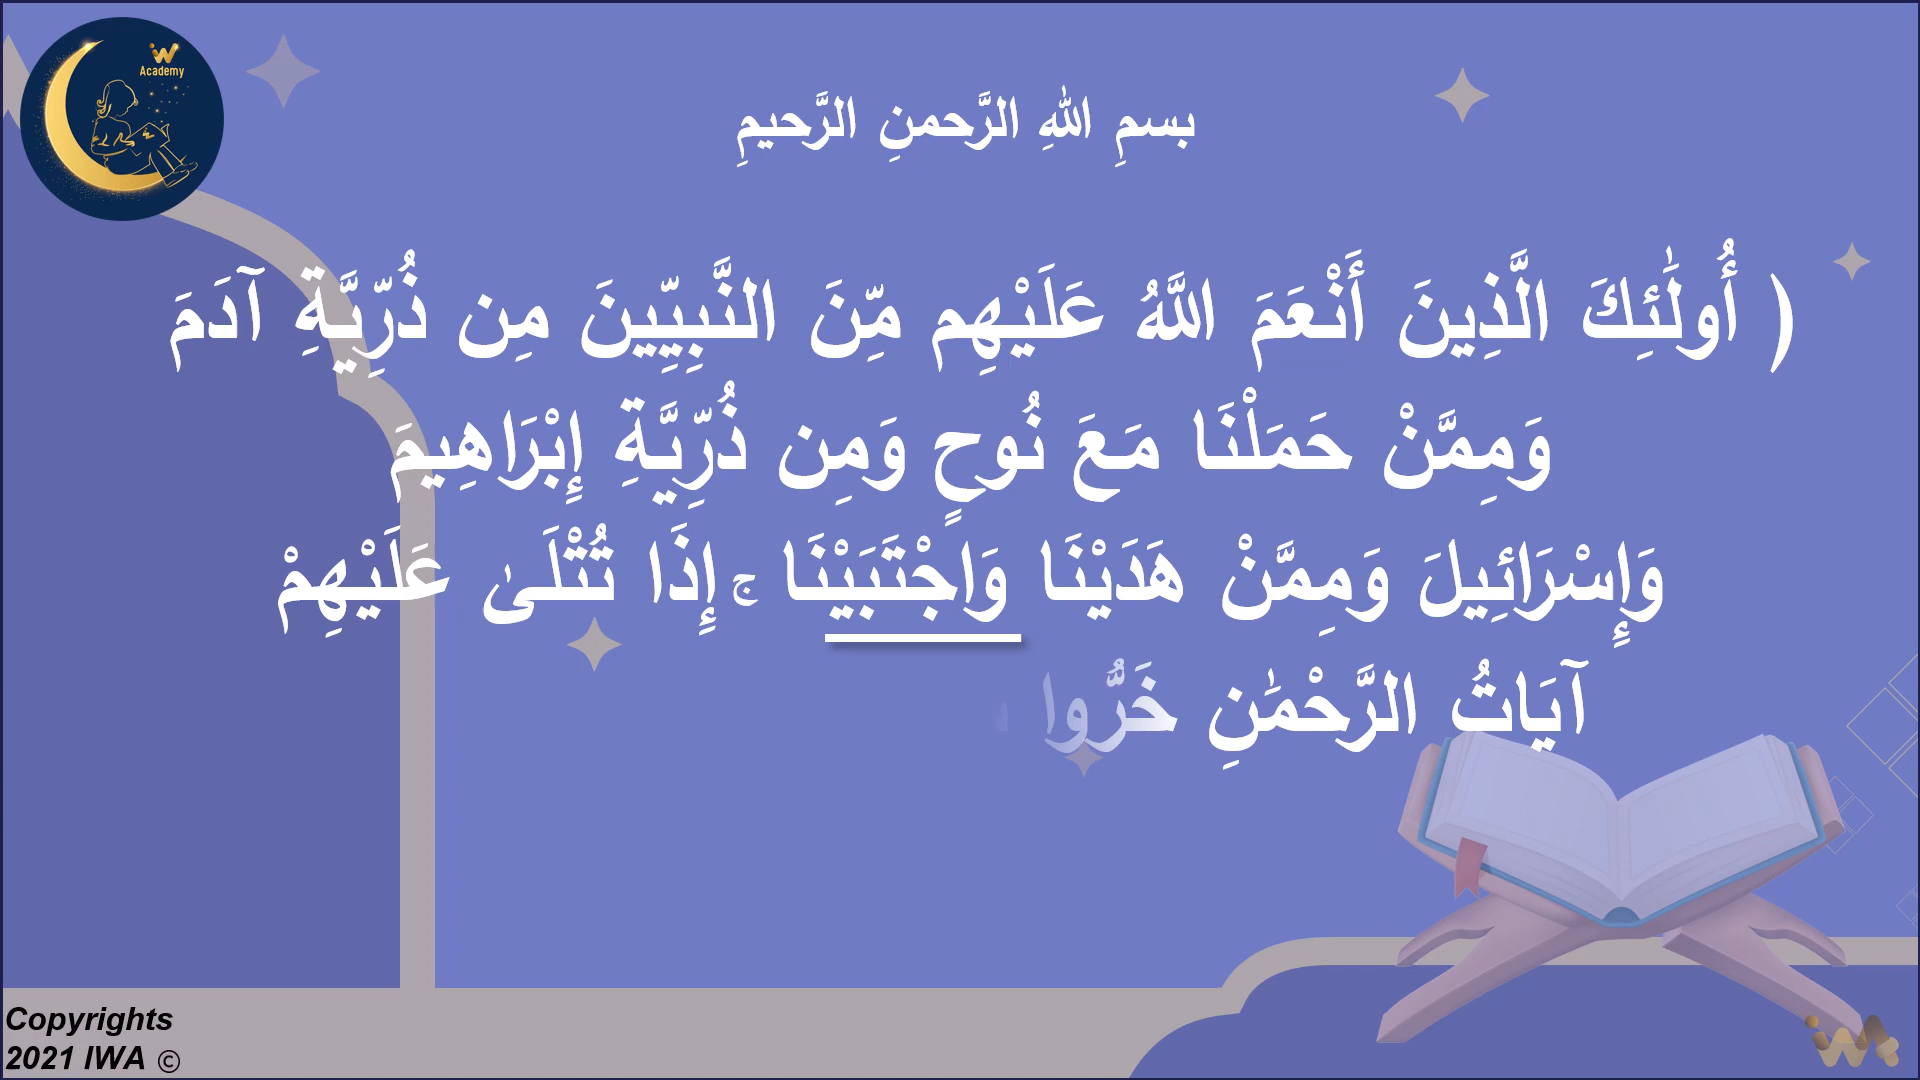 iw
Academy
بسمِ اللهِ الرَّحمنِ الرَّحيمِ
( أُولَٰئِكَ الَّذِينَ أَنْعَمَ اللَّهُ عَلَيْهِم مِّنَ النَّبِيِّينَ مِن ذُرِّيَّةِ آدَمَ
وَمِمَّنْ حَمَلْنَا مَعَ نُوحٍ وَمِن ذُرِّيَّةِ إِبْرَاهِيمَ
وَإِسْرَائِيلَ وَمِمَّنْ هَدَيْنَا وَاجْتَبَيْنَا ۚ إِذَا تُتْلَىٰ عَلَيْهِمْ
آيَاتُ الرَّحْمَٰنِ خَرُّوا
Copyrights
2021 IWA ©